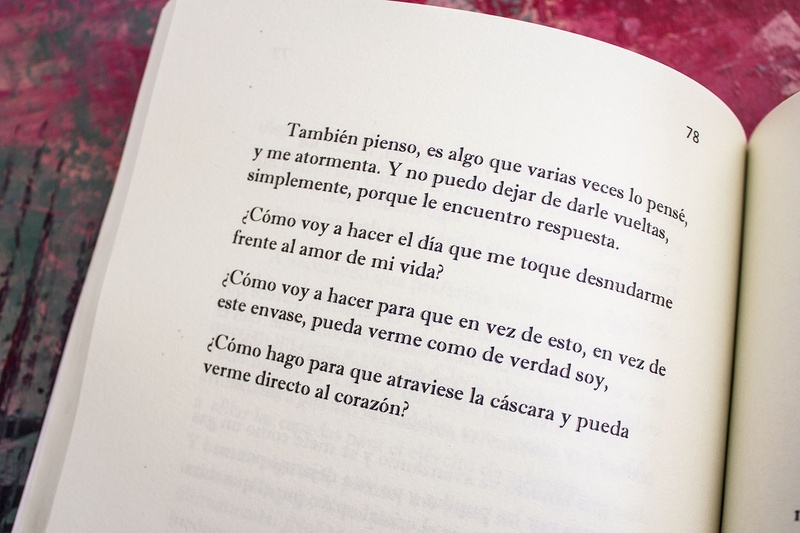 78
También pienso, es algo que varias veces lo pensé,
y me atormenta. Y no puedo dejar de darle vueltas,
simplemente, porque le encuentro respuesta.
¿Cómo voy a hacer el día que me toque desnudarme
frente al amor de mi vida?
¿Cómo voy a hacer para que en vez de esto, en vez de
este envase, pueda verme como de verdad soy,
¿Cómo hago para que atraviese la cáscara y pueda
verme directo al corazón?